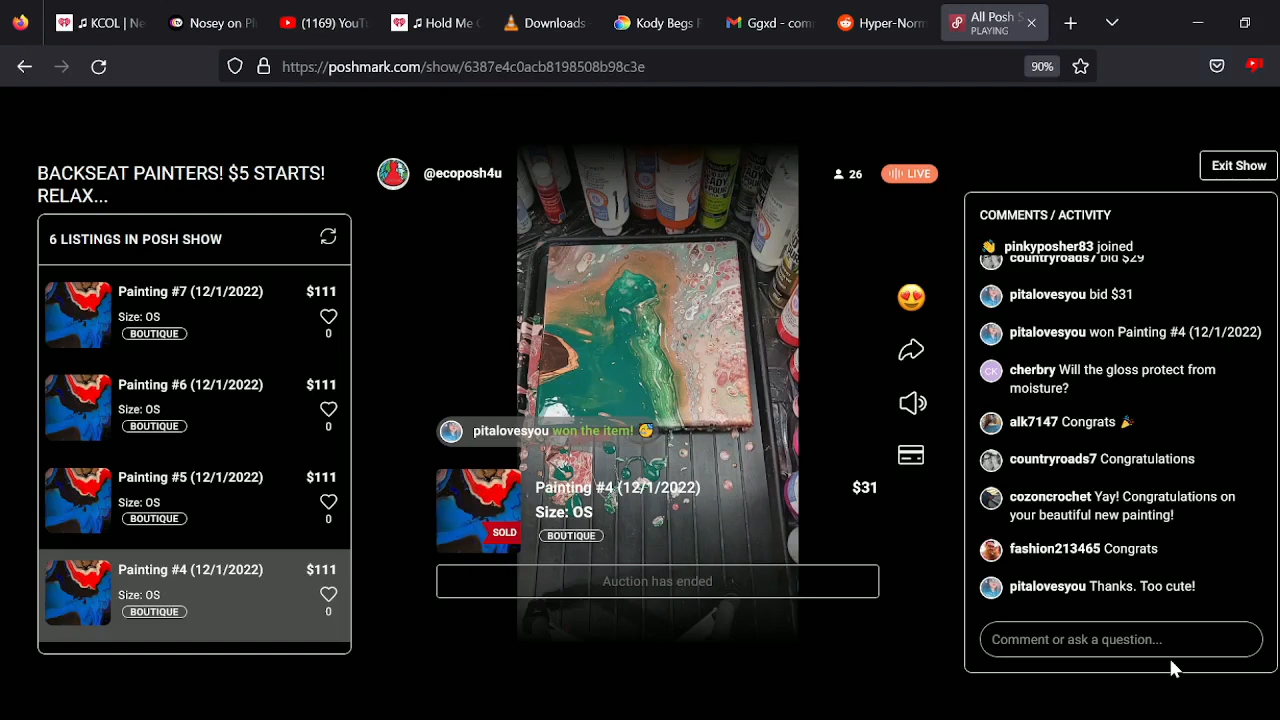 KCOL | Ne
Nosey on Pl
(1169) YouT
Hold Me C
Downloads
Kody Begs F
Ggxd - com
Hyper-Norm
All Posh S
PLAYING
https://poshmark.com/show/6387e4c0acb8198508b98c3e
90%
BACKSEAT PAINTERS! $5 STARTS!
RELAX...
6 LISTINGS IN POSH SHOW
Painting #7 (12/1/2022) $111
Size: OS
BOUTIQUE 0
Painting #6 (12/1/2022) $111
Size: OS
BOUTIQUE 0
Painting #5 (12/1/2022) $111
Size: OS
BOUTIQUE 0
Painting #4 (12/1/2022) $111
Size: OS
BOUTIQUE 0
@ecoposh4u
26
LIVE
pitalovesyou won the item! 🥳
Painting #4 (12/1/2022) $31
Size: OS
BOUTIQUE
SOLD
Auction has ended
Exit Show
COMMENTS / ACTIVITY
👋 pinkyposher83 joined
countryroads7 bid $29
pitalovesyou bid $31
pitalovesyou won Painting #4 (12/1/2022)
CK
cherbry Will the gloss protect from
moisture?
alk7147 Congrats 🎉
countryroads7 Congratulations
cozoncrochet Yay! Congratulations on
your beautiful new painting!
fashion213465 Congrats
pitalovesyou Thanks. Too cute!
Comment or ask a question...